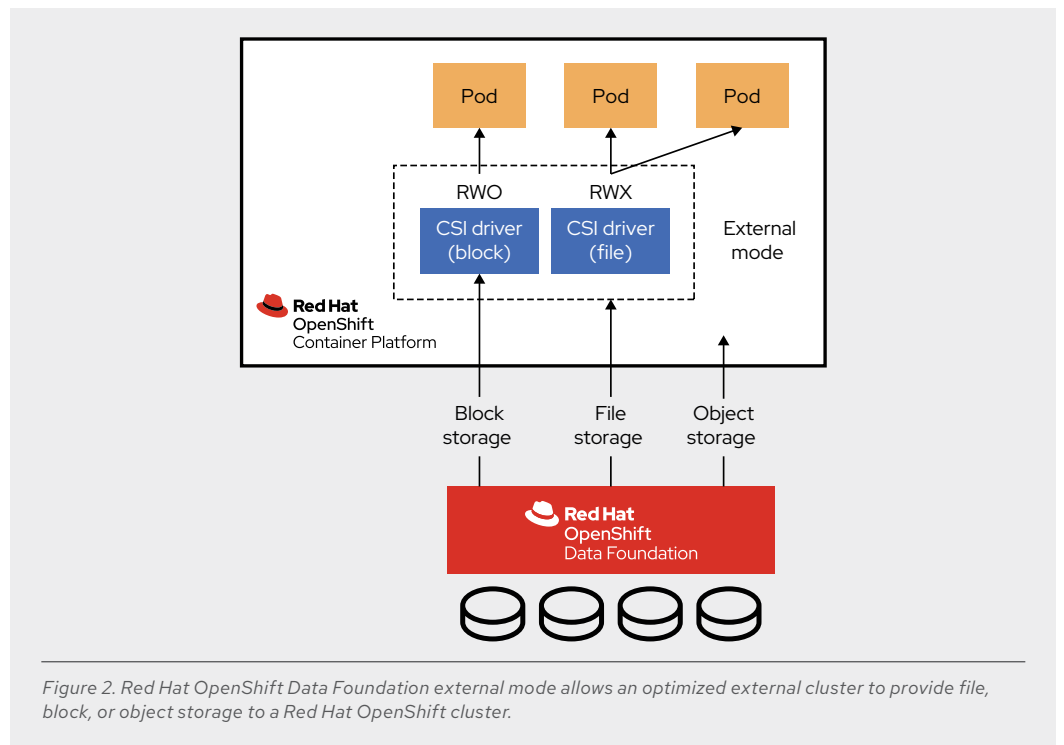 Pod
Pod
Pod
RWO
RWX
CSI driver
(block)
CSI driver
(file)
External
mode
Red Hat
OpenShift
Container Platform
Block
storage
File
storage
Object
storage
Red Hat
OpenShift
Data Foundation
Figure 2. Red Hat OpenShift Data Foundation external mode allows an optimized external cluster to provide file,
block, or object storage to a Red Hat OpenShift cluster.